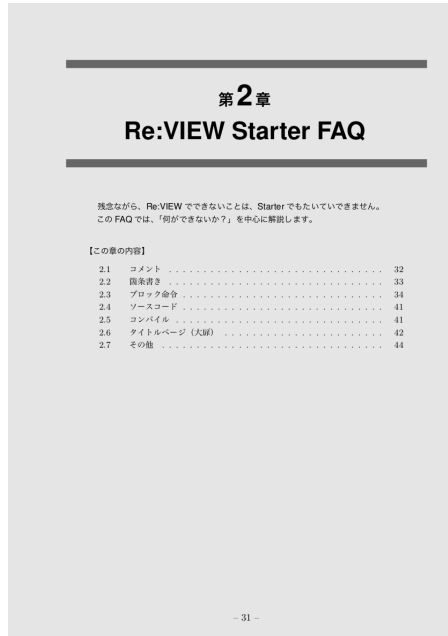 第2章
Re:VIEW Starter FAQ
残念ながら、Re:VIEW でできないことは、Starter でもたいていできません。
この FAQ では、「何ができないか？」を中心に解説します。
【この章の内容】
2.1 コメント . . . . . . . . . . . . . . . . . . . . . . . . . . . . . . 32
2.2 箇条書き . . . . . . . . . . . . . . . . . . . . . . . . . . . . . . 33
2.3 ブロック命令 . . . . . . . . . . . . . . . . . . . . . . . . . . . . 34
2.4 ソースコード . . . . . . . . . . . . . . . . . . . . . . . . . . . . 41
2.5 コンパイル . . . . . . . . . . . . . . . . . . . . . . . . . . . . . 41
2.6 タイトルページ（大扉） . . . . . . . . . . . . . . . . . . . . . . . 42
2.7 その他 . . . . . . . . . . . . . . . . . . . . . . . . . . . . . . . 44
– 31 –